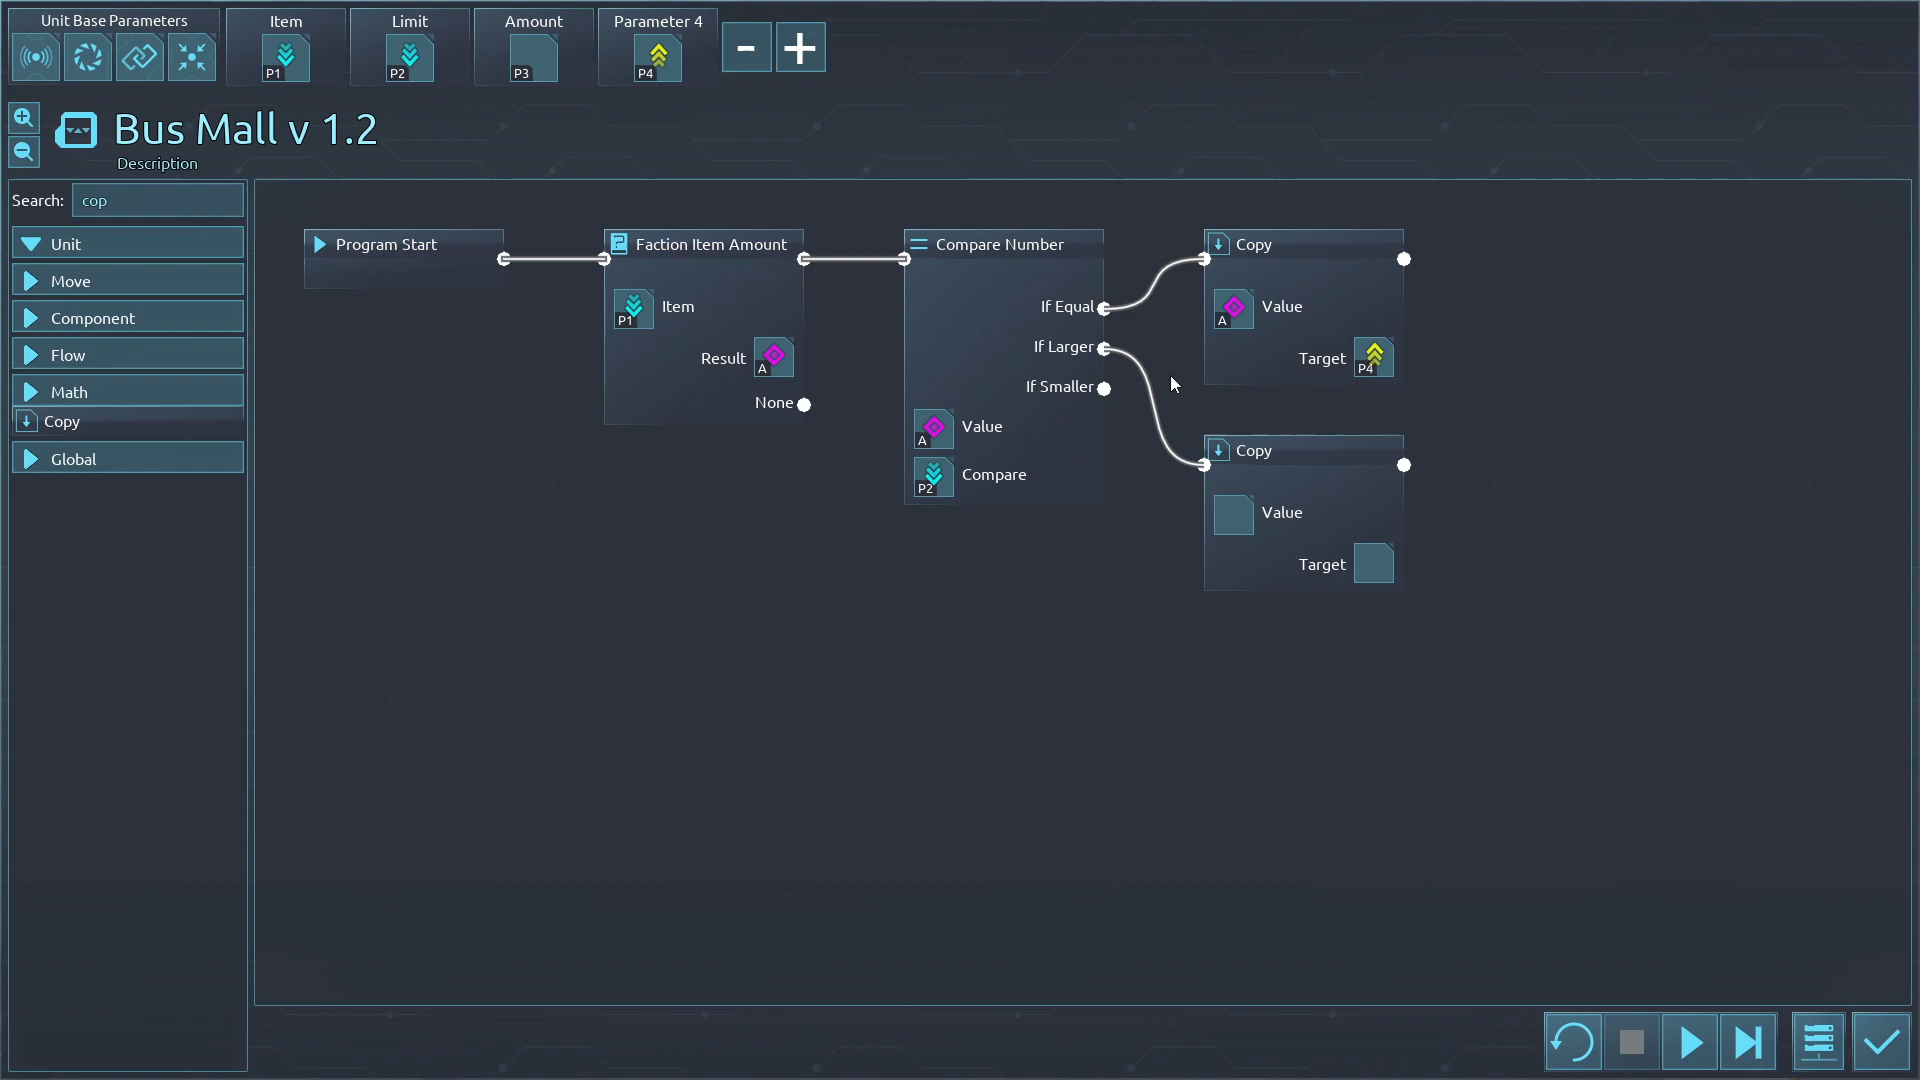 Unit Base Parameters
Item
P1
Limit
P2
Amount
P3
Parameter 4
P4
- +
Bus Mall v 1.2
Description
Search: cop
Unit
Move
Component
Flow
Math
Copy
Global
Program Start
Faction Item Amount
P1 Item
Result A
None
Compare Number
If Equal
If Larger
If Smaller
A Value
P2 Compare
Copy
A Value
Target P4
Copy
Value
Target